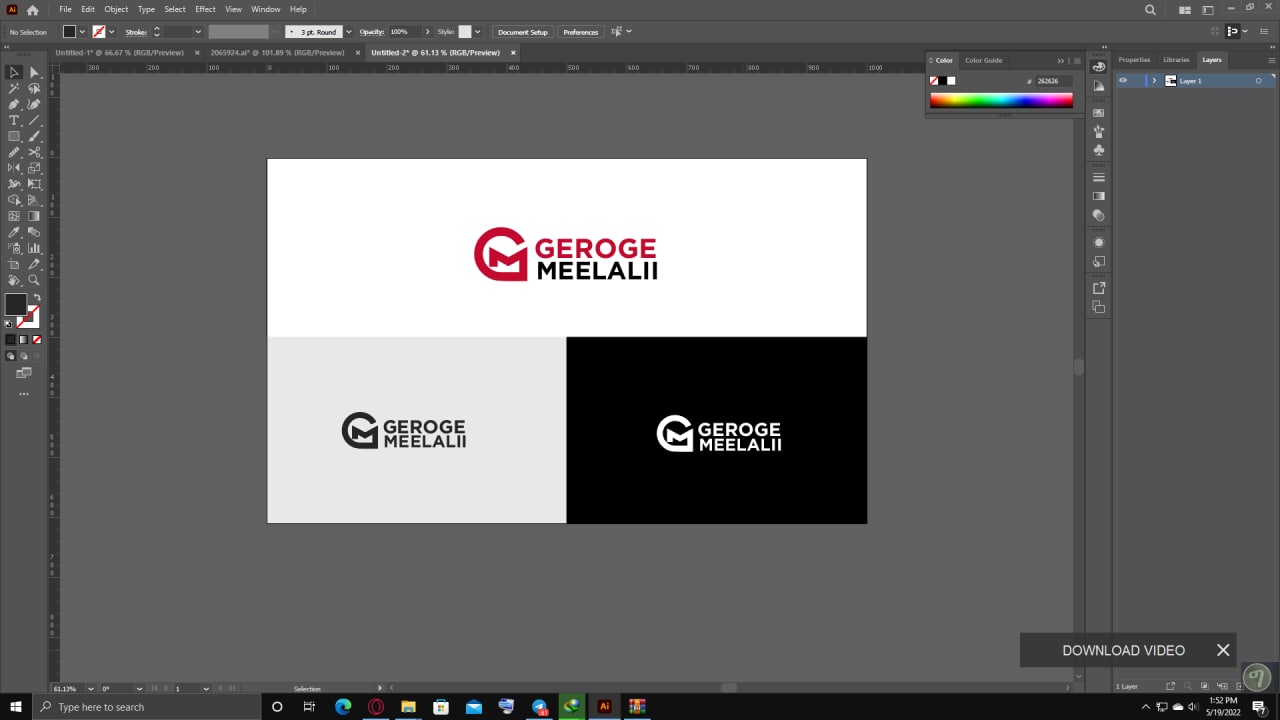 Ai File Edit Object Type Select Effect View Window Help
No Selection Stroke: 3 pt. Round Opacity: 100% Style: Document Setup Preferences
Untitled-1* @ 66.67 % (RGB/Preview) × 2065924.ai* @ 101.89 % (RGB/Preview) × Untitled-2* @ 61.13 % (RGB/Preview) ×
300 200 100 0 100 200 300 400 500 600 700 800 900 1000
Color Color Guide
# 262626
Properties Libraries Layers
Layer 1
GEROGE
MEELALII
GEROGE
MEELALII
GEROGE
MEELALII
DOWNLOAD VIDEO
61.13% 0° 1 Selection
1 Layer
Type here to search
1:52 PM
5/19/2022